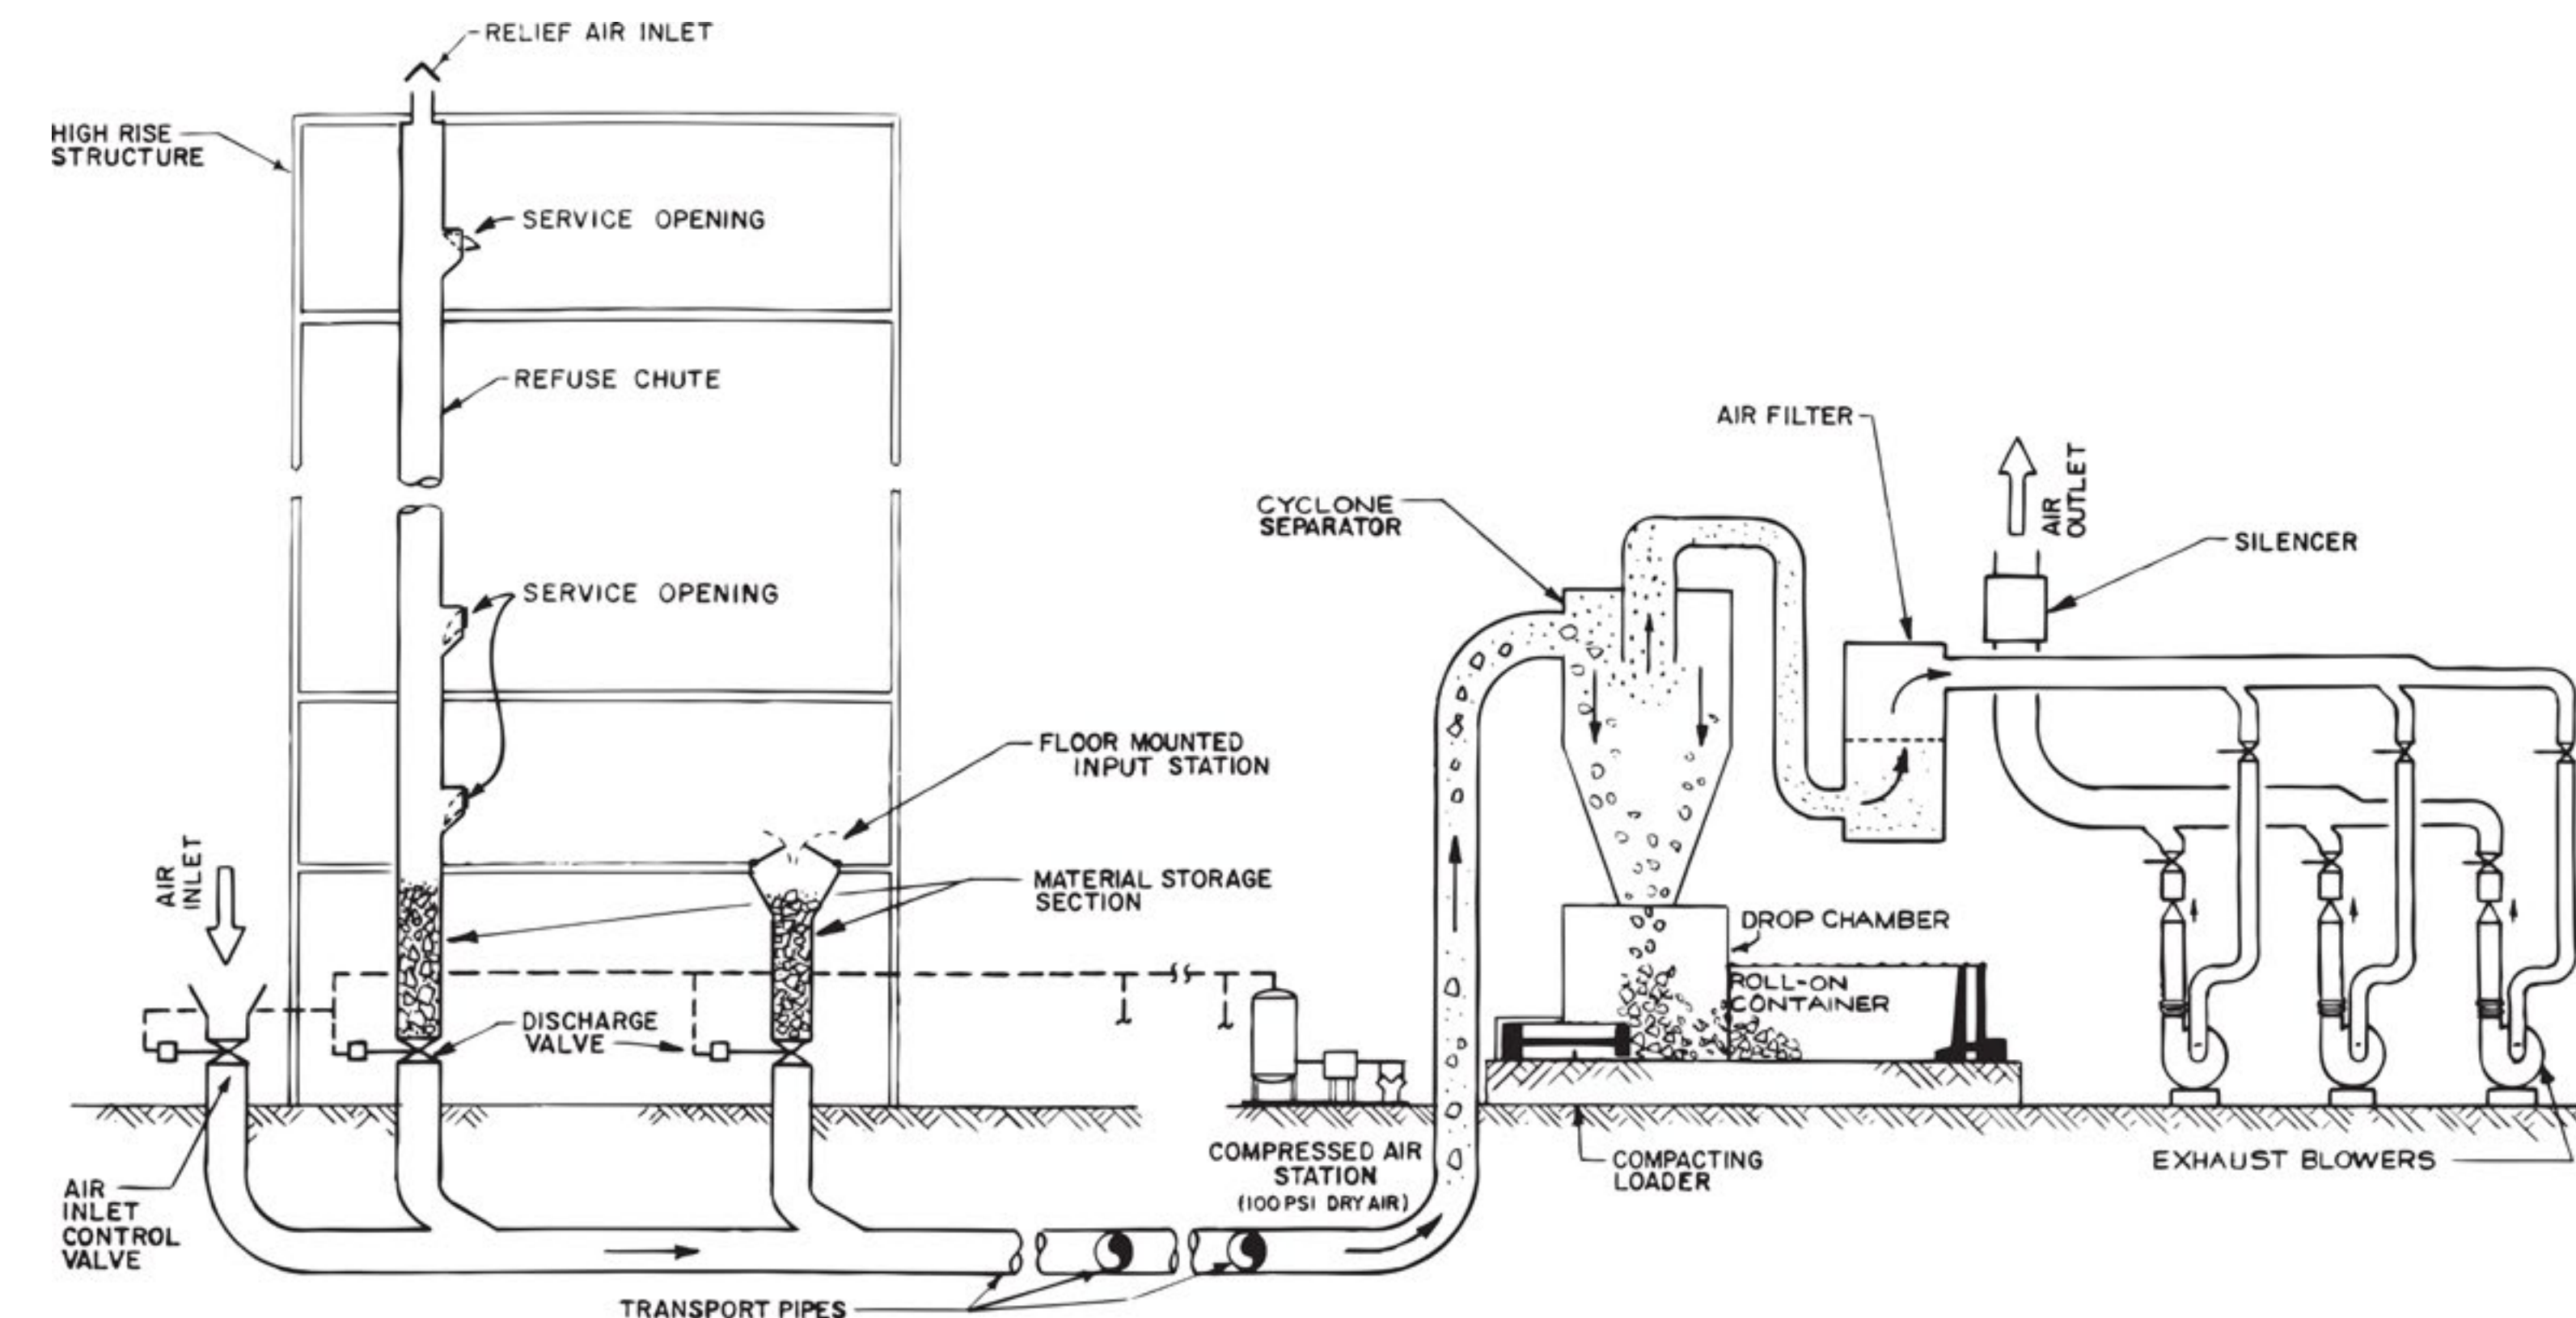 RELIEF AIR INLET
HIGH RISE
STRUCTURE
SERVICE OPENING
REFUSE CHUTE
SERVICE OPENING
FLOOR MOUNTED
INPUT STATION
MATERIAL STORAGE
SECTION
AIR
INLET
DISCHARGE
VALVE
AIR
INLET
CONTROL
VALVE
TRANSPORT PIPES
COMPRESSED AIR
STATION
(100 PSI DRY AIR)
CYCLONE
SEPARATOR
AIR FILTER
AIR
OUTLET
SILENCER
DROP CHAMBER
ROLL-ON
CONTAINER
COMPACTING
LOADER
EXHAUST BLOWERS